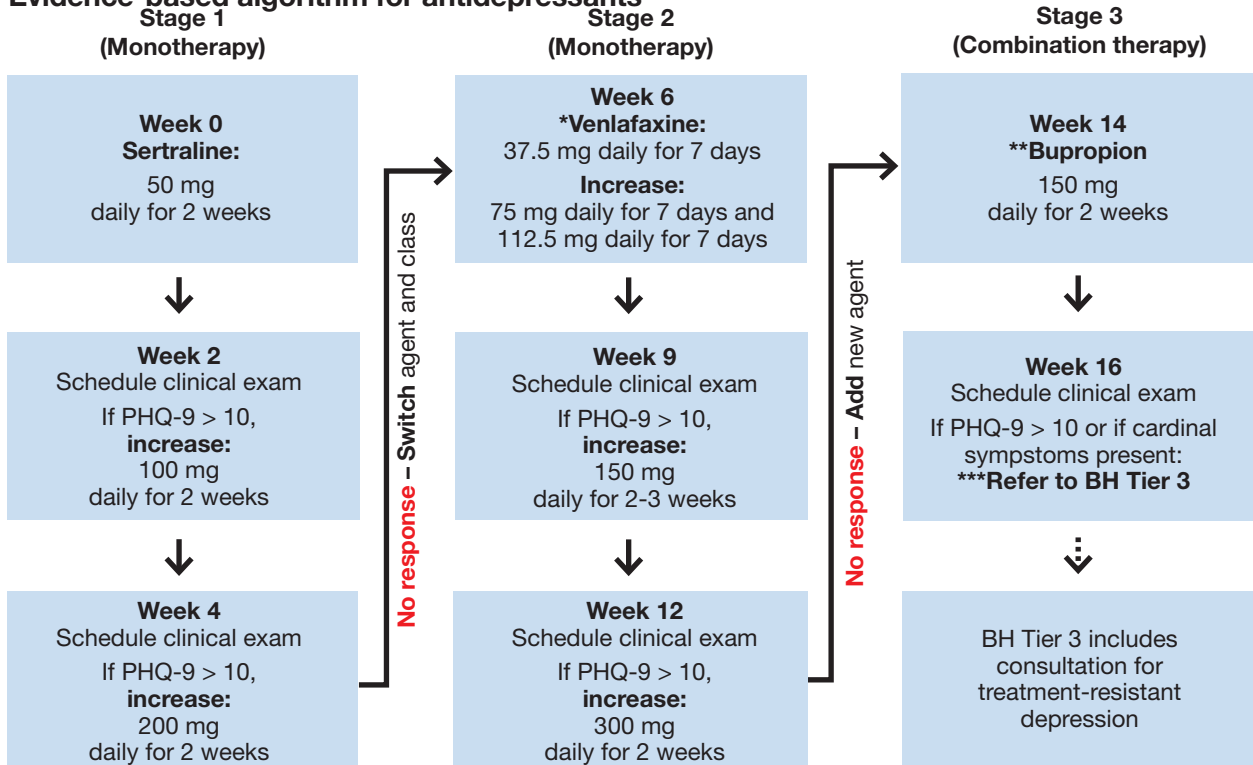 Evidence-based algorithm for antidepressants
Stage 1
(Monotherapy)
Week 0
Sertraline:
50 mg
daily for 2 weeks
Week 2
Schedule clinical exam
If PHQ-9 > 10,
increase:
100 mg
daily for 2 weeks
Week 4
Schedule clinical exam
If PHQ-9 > 10,
increase:
200 mg
daily for 2 weeks
No response – Switch agent and class
Stage 2
(Monotherapy)
Week 6
*Venlafaxine:
37.5 mg daily for 7 days
Increase:
75 mg daily for 7 days and
112.5 mg daily for 7 days
Week 9
Schedule clinical exam
If PHQ-9 > 10,
increase:
150 mg
daily for 2-3 weeks
Week 12
Schedule clinical exam
If PHQ-9 > 10,
increase:
300 mg
daily for 2 weeks
No response – Add new agent
Stage 3
(Combination therapy)
Week 14
**Bupropion
150 mg
daily for 2 weeks
Week 16
Schedule clinical exam
If PHQ-9 > 10 or if cardinal
sympstoms present:
***Refer to BH Tier 3
BH Tier 3 includes
consultation for
treatment-resistant
depression